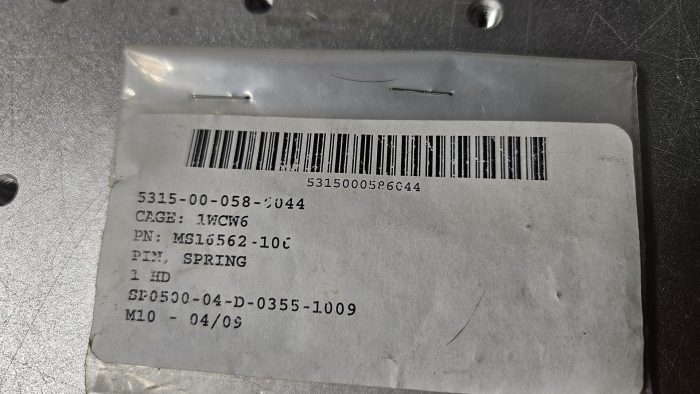 5315000586044
5315-00-058-6044
CAGE: 1WCW6
PN: MS16562-106
PIN, SPRING
1 HD
SP0500-04-D-0355-1009
M10 - 04/09